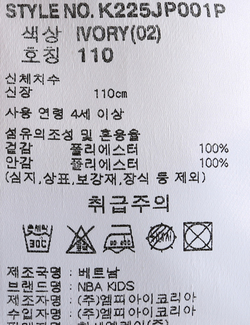 STYLE NO. K225JP001P
색상 IVORY(02)
호칭 110
신체치수
신장 110cm
사용 연령 4세 이상
섬유의조성 및 혼용율
겉감 폴리에스터 100%
안감 폴리에스터 100%
(심지,상표,보강재,장식 등 제외)
취급주의
30℃
제조국명 : 베트남
브랜드명 : NBA KIDS
제조자명 : (주)엘피아이코리아
수입자명 : (주)엘피아이코리아